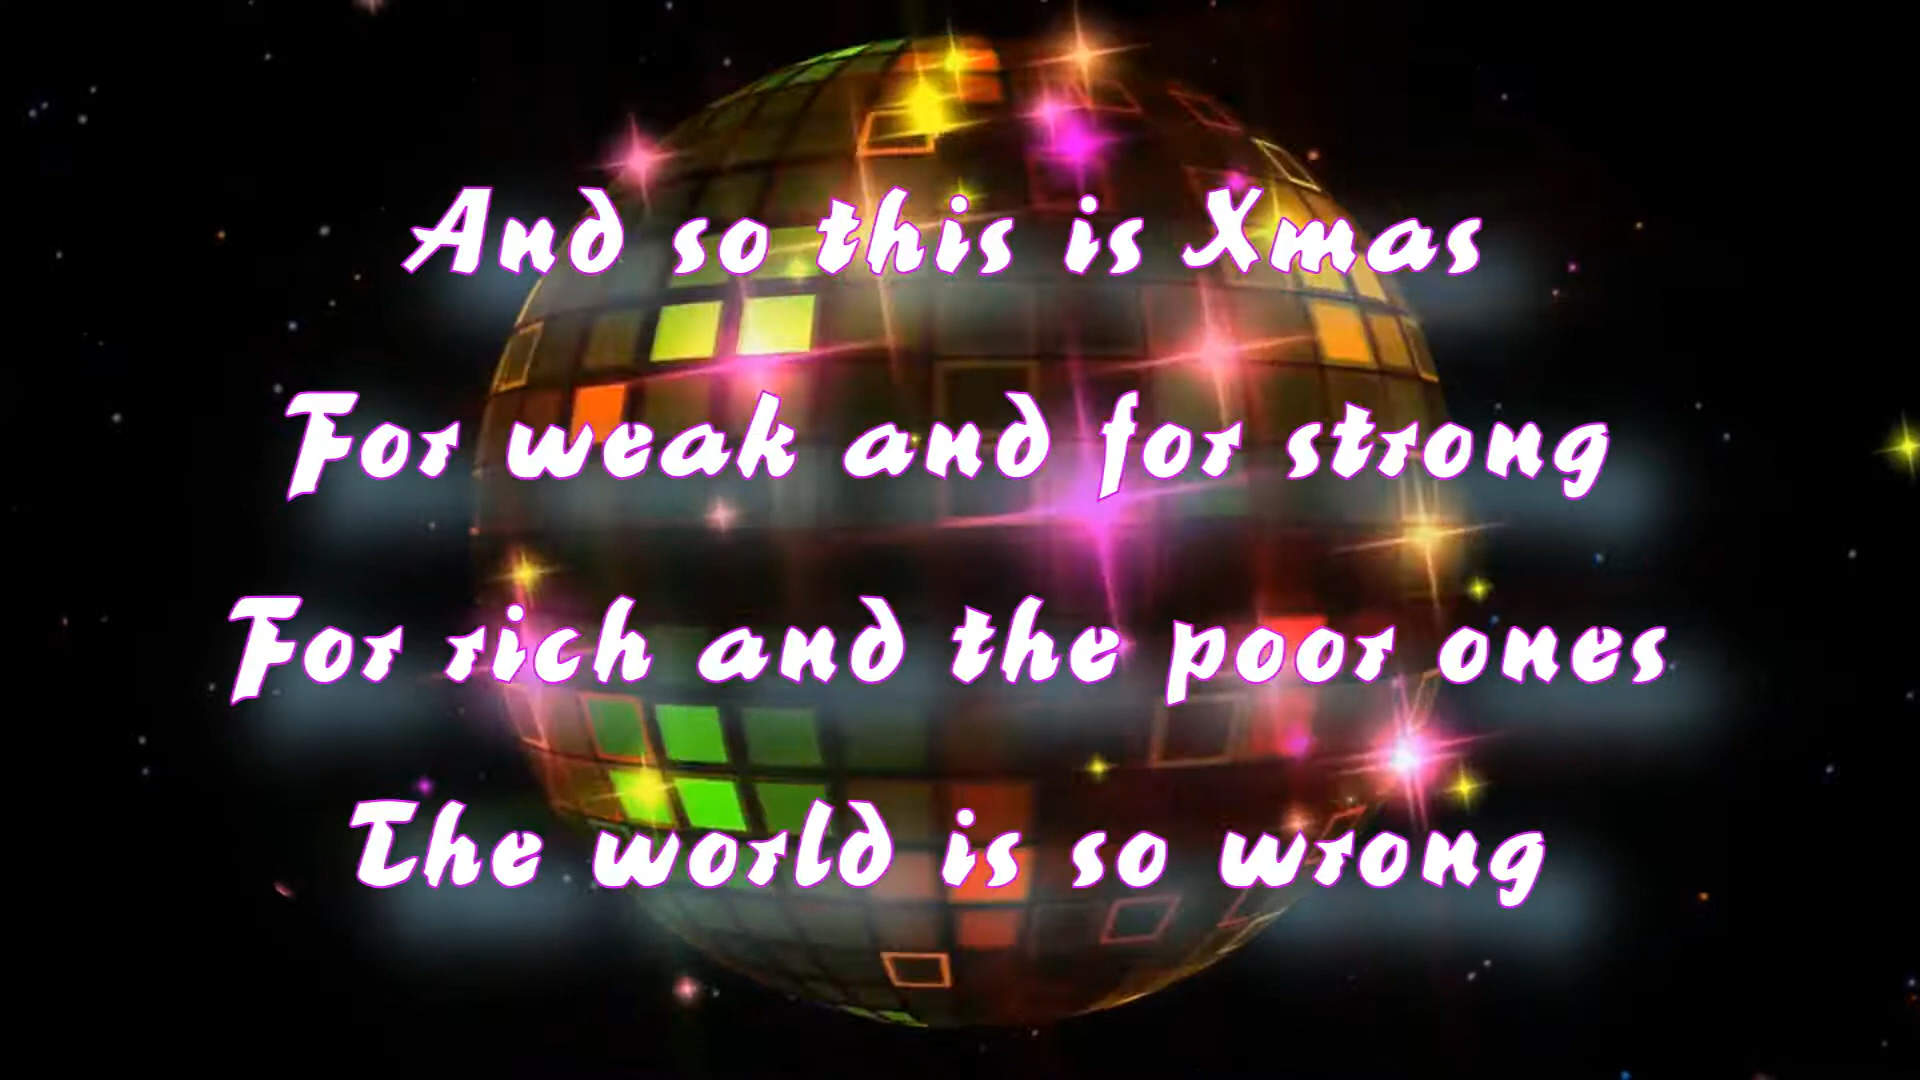 And so this is Xmas
For weak and for strong
For rich and the poor ones
The world is so wrong